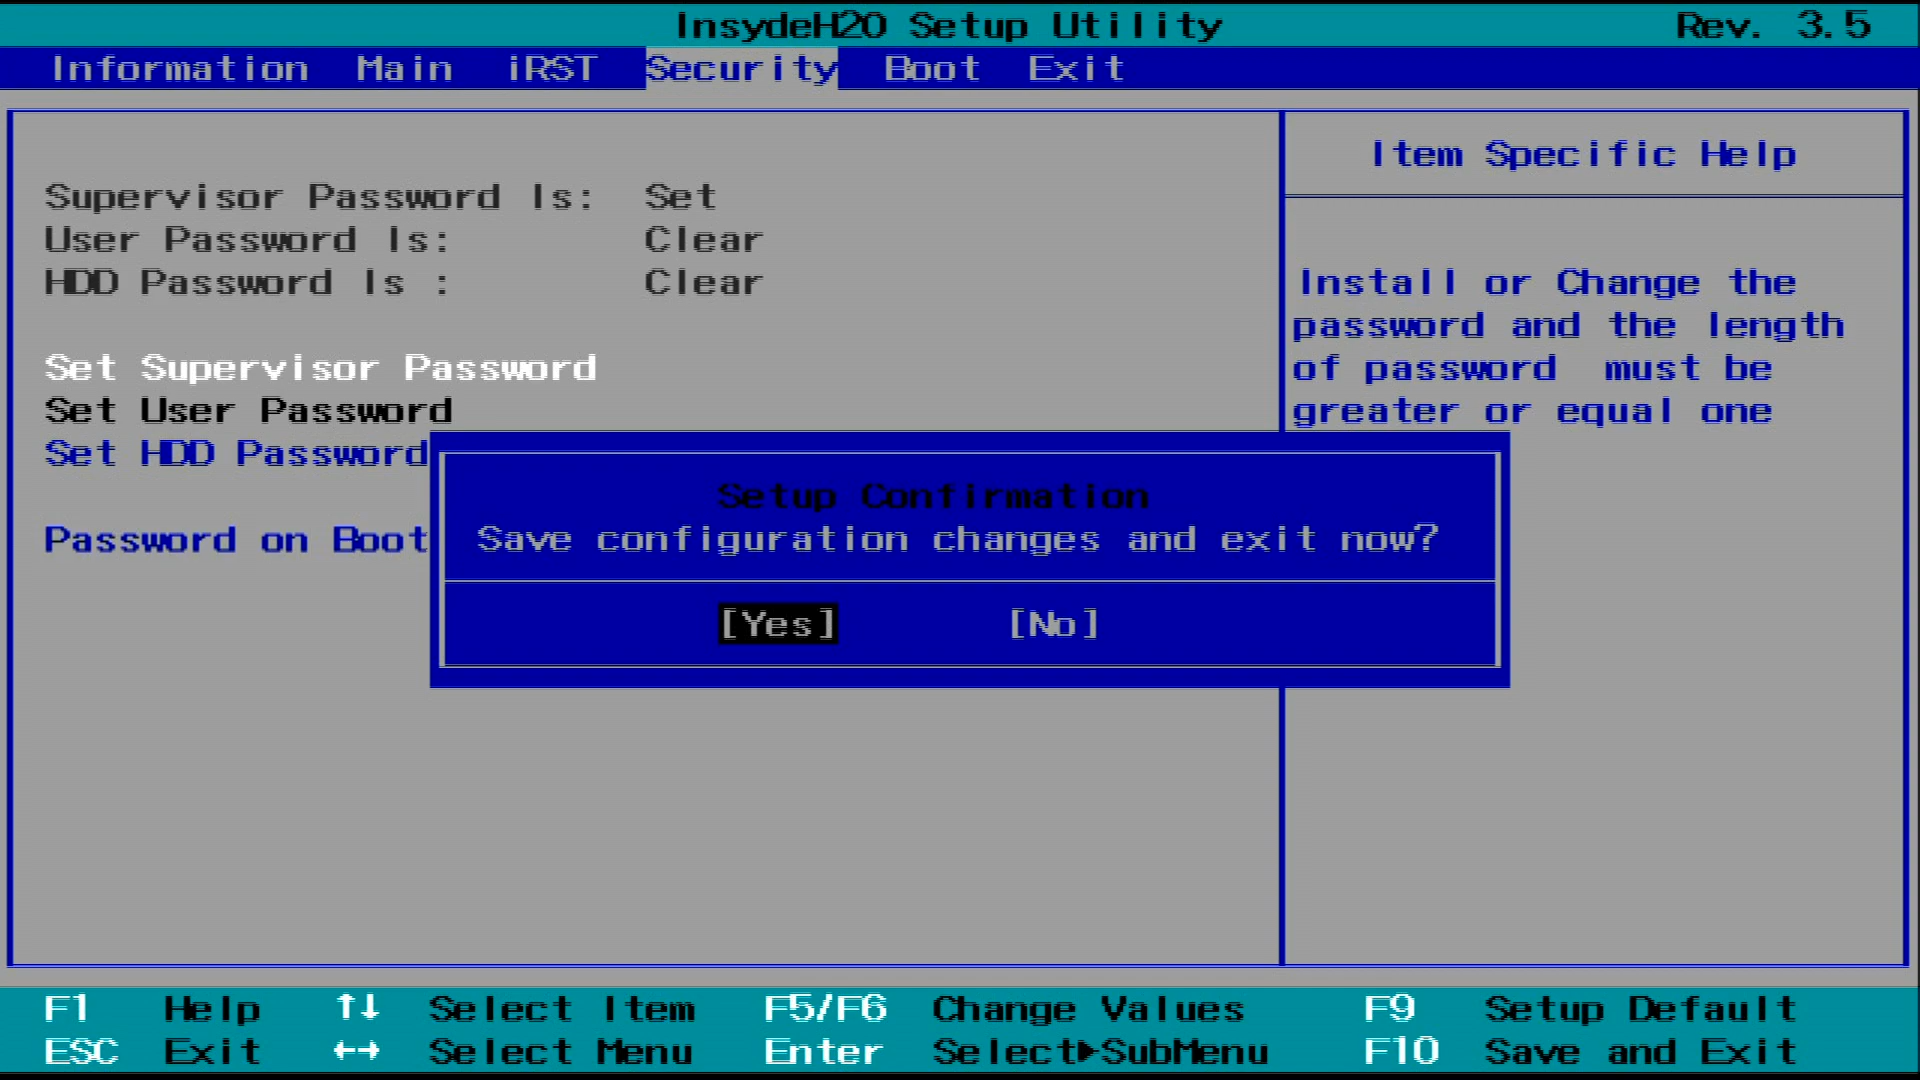 InsydeH2O Setup Utility Rev. 3.5
Information Main iRST Security Boot Exit
Item Specific Help
Supervisor Password Is: Set
User Password Is: Clear
HDD Password Is : Clear
Set Supervisor Password
Set User Password
Set HDD Password
Password on Boot
Install or Change the
password and the length
of password must be
greater or equal one
Setup Confirmation
Save configuration changes and exit now?
[Yes] [No]
F1 Help ↑↓ Select Item F5/F6 Change Values F9 Setup Default
ESC Exit ←→ Select Menu Enter Select▶SubMenu F10 Save and Exit